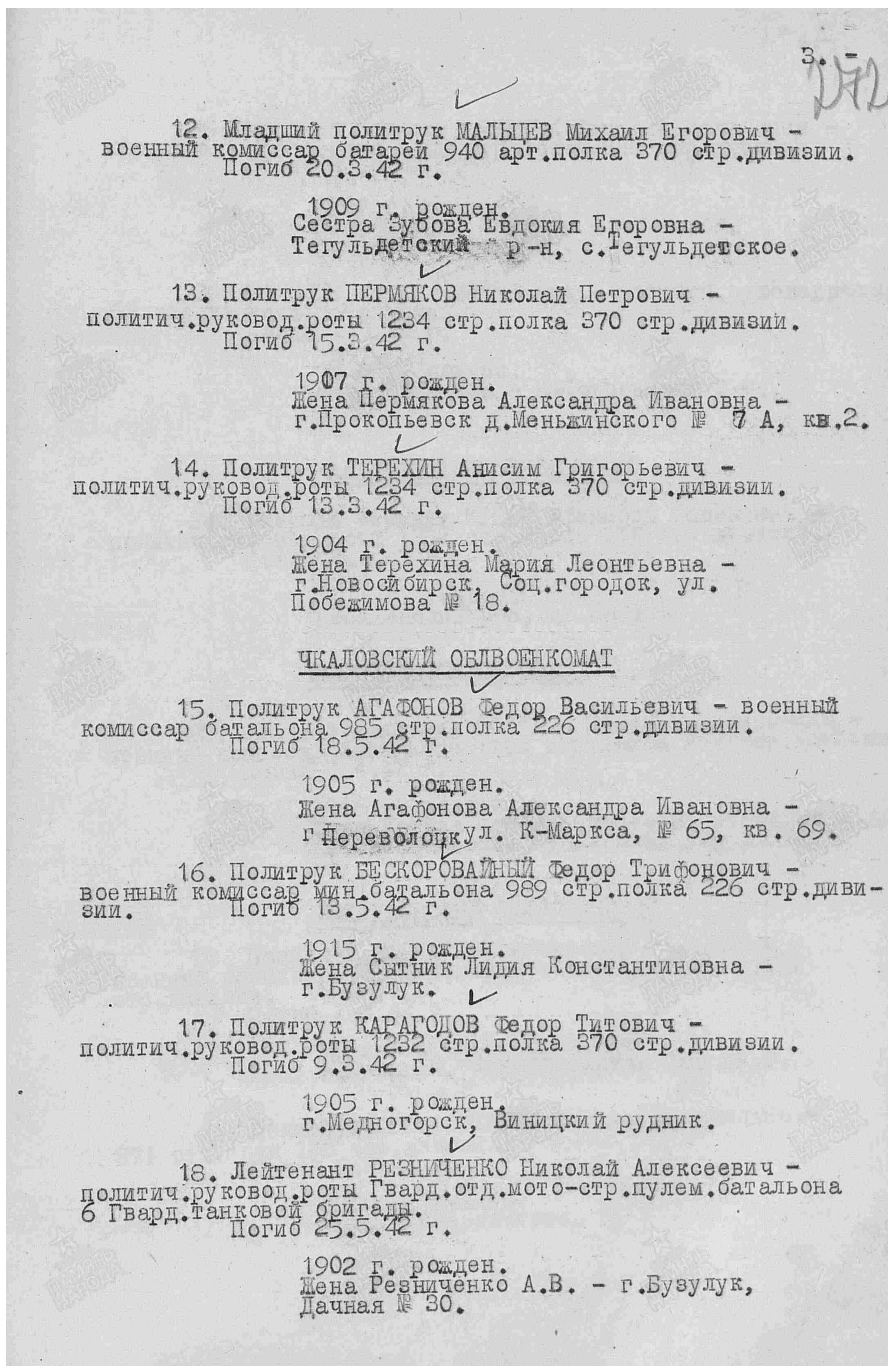 3. -
272
12. Младший политрук МАЛЬЦЕВ Михаил Егорович -
военный комиссар батареи 940 арт.полка 370 стр.дивизии.
Погиб 20.3.42 г.
1909 г. рожден.
Сестра Зубова Евдокия Егоровна -
Тегульдетский р-н, с.Тегульдетское.
13. Политрук ПЕРМЯКОВ Николай Петрович -
политич.руковод.роты 1234 стр.полка 370 стр.дивизии.
Погиб 15.3.42 г.
1907 г. рожден.
Жена Пермякова Александра Ивановна -
г.Прокопьевск д.Меньжинского № 7 А, кв.2.
14. Политрук ТЕРЕХИН Анисим Григорьевич -
политич.руковод.роты 1234 стр.полка 370 стр.дивизии.
Погиб 13.3.42 г.
1904 г. рожден.
Жена Терехина Мария Леонтьевна -
г.Новосибирск, Соц.городок, ул.
Побежимова № 18.
ЧКАЛОВСКИЙ ОБЛВОЕНКОМАТ
15. Политрук АГАФОНОВ Федор Васильевич - военный
комиссар батальона 985 стр.полка 226 стр.дивизии.
Погиб 18.5.42 г.
1905 г. рожден.
Жена Агафонова Александра Ивановна -
г Переволоцк ул. К-Маркса, № 65, кв. 69.
16. Политрук БЕСКОРОВАЙНЫЙ Федор Трифонович -
военный комиссар мин.батальона 989 стр.полка 226 стр.диви-
зии. Погиб 13.5.42 г.
1915 г. рожден.
Жена Сытник Лидия Константиновна -
г.Бузулук.
17. Политрук КАРАГОДОВ Федор Титович -
политич.руковод.роты 1232 стр.полка 370 стр.дивизии.
Погиб 9.3.42 г.
1905 г. рожден.
г.Медногорск, Виницкий рудник.
18. Лейтенант РЕЗНИЧЕНКО Николай Алексеевич -
политич.руковод.роты Гвард.отд.мото-стр.пулем.батальона
6 Гвард.танковой бригады.
Погиб 25.5.42 г.
1902 г. рожден.
Жена Резниченко А.В. - г.Бузулук,
Дачная № 30.